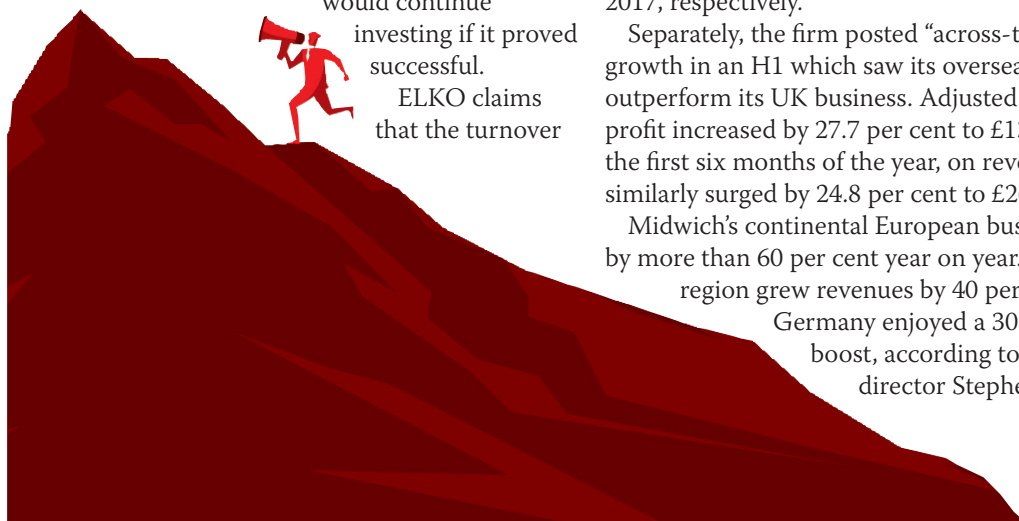 would continue
investing if it proved
successful.
ELKO claims
that the turnover
2017, respectively.
Separately, the firm posted “across-t
growth in an H1 which saw its oversea
outperform its UK business. Adjusted
profit increased by 27.7 per cent to £1
the first six months of the year, on rev
similarly surged by 24.8 per cent to £2
Midwich’s continental European bus
by more than 60 per cent year on year.
region grew revenues by 40 per
Germany enjoyed a 30
boost, according to
director Stephe